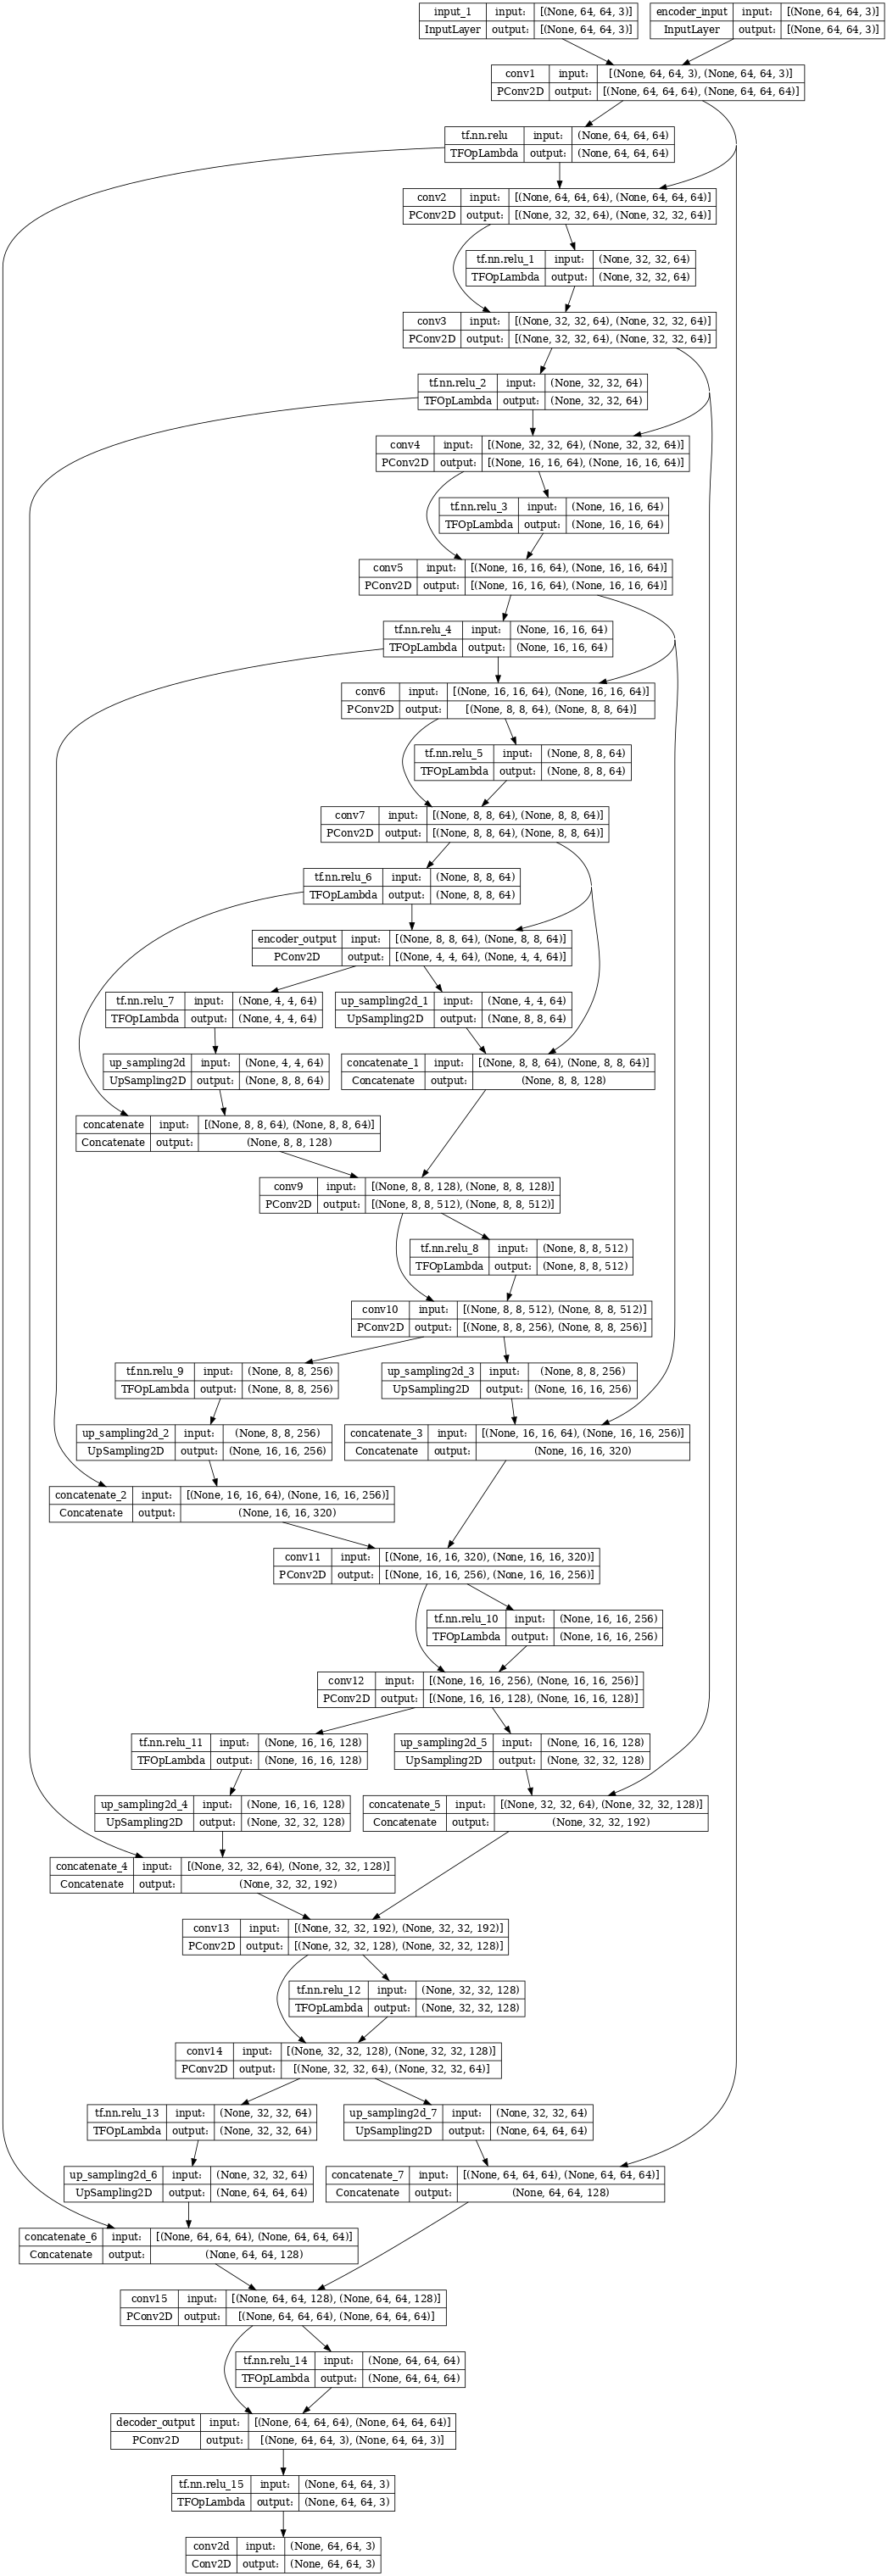 input_1 input: [(None, 64, 64, 3)] encoder_input input: [(None, 64, 64, 3)]
InputLayer output: [(None, 64, 64, 3)] InputLayer output: [(None, 64, 64, 3)]
conv1 input: [(None, 64, 64, 3), (None, 64, 64, 3)]
PConv2D output: [(None, 64, 64, 64), (None, 64, 64, 64)]
tf.nn.relu input: (None, 64, 64, 64)
TFOpLambda output: (None, 64, 64, 64)
conv2 input: [(None, 64, 64, 64), (None, 64, 64, 64)]
PConv2D output: [(None, 32, 32, 64), (None, 32, 32, 64)]
tf.nn.relu_1 input: (None, 32, 32, 64)
TFOpLambda output: (None, 32, 32, 64)
conv3 input: [(None, 32, 32, 64), (None, 32, 32, 64)]
PConv2D output: [(None, 32, 32, 64), (None, 32, 32, 64)]
tf.nn.relu_2 input: (None, 32, 32, 64)
TFOpLambda output: (None, 32, 32, 64)
conv4 input: [(None, 32, 32, 64), (None, 32, 32, 64)]
PConv2D output: [(None, 16, 16, 64), (None, 16, 16, 64)]
tf.nn.relu_3 input: (None, 16, 16, 64)
TFOpLambda output: (None, 16, 16, 64)
conv5 input: [(None, 16, 16, 64), (None, 16, 16, 64)]
PConv2D output: [(None, 16, 16, 64), (None, 16, 16, 64)]
tf.nn.relu_4 input: (None, 16, 16, 64)
TFOpLambda output: (None, 16, 16, 64)
conv6 input: [(None, 16, 16, 64), (None, 16, 16, 64)]
PConv2D output: [(None, 8, 8, 64), (None, 8, 8, 64)]
tf.nn.relu_5 input: (None, 8, 8, 64)
TFOpLambda output: (None, 8, 8, 64)
conv7 input: [(None, 8, 8, 64), (None, 8, 8, 64)]
PConv2D output: [(None, 8, 8, 64), (None, 8, 8, 64)]
tf.nn.relu_6 input: (None, 8, 8, 64)
TFOpLambda output: (None, 8, 8, 64)
encoder_output input: [(None, 8, 8, 64), (None, 8, 8, 64)]
PConv2D output: [(None, 4, 4, 64), (None, 4, 4, 64)]
tf.nn.relu_7 input: (None, 4, 4, 64) up_sampling2d_1 input: (None, 4, 4, 64)
TFOpLambda output: (None, 4, 4, 64) UpSampling2D output: (None, 8, 8, 64)
up_sampling2d input: (None, 4, 4, 64) concatenate_1 input: [(None, 8, 8, 64), (None, 8, 8, 64)]
UpSampling2D output: (None, 8, 8, 64) Concatenate output: (None, 8, 8, 128)
concatenate input: [(None, 8, 8, 64), (None, 8, 8, 64)]
Concatenate output: (None, 8, 8, 128)
conv9 input: [(None, 8, 8, 128), (None, 8, 8, 128)]
PConv2D output: [(None, 8, 8, 512), (None, 8, 8, 512)]
tf.nn.relu_8 input: (None, 8, 8, 512)
TFOpLambda output: (None, 8, 8, 512)
conv10 input: [(None, 8, 8, 512), (None, 8, 8, 512)]
PConv2D output: [(None, 8, 8, 256), (None, 8, 8, 256)]
tf.nn.relu_9 input: (None, 8, 8, 256) up_sampling2d_3 input: (None, 8, 8, 256)
TFOpLambda output: (None, 8, 8, 256) UpSampling2D output: (None, 16, 16, 256)
up_sampling2d_2 input: (None, 8, 8, 256) concatenate_3 input: [(None, 16, 16, 64), (None, 16, 16, 256)]
UpSampling2D output: (None, 16, 16, 256) Concatenate output: (None, 16, 16, 320)
concatenate_2 input: [(None, 16, 16, 64), (None, 16, 16, 256)]
Concatenate output: (None, 16, 16, 320)
conv11 input: [(None, 16, 16, 320), (None, 16, 16, 320)]
PConv2D output: [(None, 16, 16, 256), (None, 16, 16, 256)]
tf.nn.relu_10 input: (None, 16, 16, 256)
TFOpLambda output: (None, 16, 16, 256)
conv12 input: [(None, 16, 16, 256), (None, 16, 16, 256)]
PConv2D output: [(None, 16, 16, 128), (None, 16, 16, 128)]
tf.nn.relu_11 input: (None, 16, 16, 128) up_sampling2d_5 input: (None, 16, 16, 128)
TFOpLambda output: (None, 16, 16, 128) UpSampling2D output: (None, 32, 32, 128)
up_sampling2d_4 input: (None, 16, 16, 128) concatenate_5 input: [(None, 32, 32, 64), (None, 32, 32, 128)]
UpSampling2D output: (None, 32, 32, 128) Concatenate output: (None, 32, 32, 192)
concatenate_4 input: [(None, 32, 32, 64), (None, 32, 32, 128)]
Concatenate output: (None, 32, 32, 192)
conv13 input: [(None, 32, 32, 192), (None, 32, 32, 192)]
PConv2D output: [(None, 32, 32, 128), (None, 32, 32, 128)]
tf.nn.relu_12 input: (None, 32, 32, 128)
TFOpLambda output: (None, 32, 32, 128)
conv14 input: [(None, 32, 32, 128), (None, 32, 32, 128)]
PConv2D output: [(None, 32, 32, 64), (None, 32, 32, 64)]
tf.nn.relu_13 input: (None, 32, 32, 64) up_sampling2d_7 input: (None, 32, 32, 64)
TFOpLambda output: (None, 32, 32, 64) UpSampling2D output: (None, 64, 64, 64)
up_sampling2d_6 input: (None, 32, 32, 64) concatenate_7 input: [(None, 64, 64, 64), (None, 64, 64, 64)]
UpSampling2D output: (None, 64, 64, 64) Concatenate output: (None, 64, 64, 128)
concatenate_6 input: [(None, 64, 64, 64), (None, 64, 64, 64)]
Concatenate output: (None, 64, 64, 128)
conv15 input: [(None, 64, 64, 128), (None, 64, 64, 128)]
PConv2D output: [(None, 64, 64, 64), (None, 64, 64, 64)]
tf.nn.relu_14 input: (None, 64, 64, 64)
TFOpLambda output: (None, 64, 64, 64)
decoder_output input: [(None, 64, 64, 64), (None, 64, 64, 64)]
PConv2D output: [(None, 64, 64, 3), (None, 64, 64, 3)]
tf.nn.relu_15 input: (None, 64, 64, 3)
TFOpLambda output: (None, 64, 64, 3)
conv2d input: (None, 64, 64, 3)
Conv2D output: (None, 64, 64, 3)